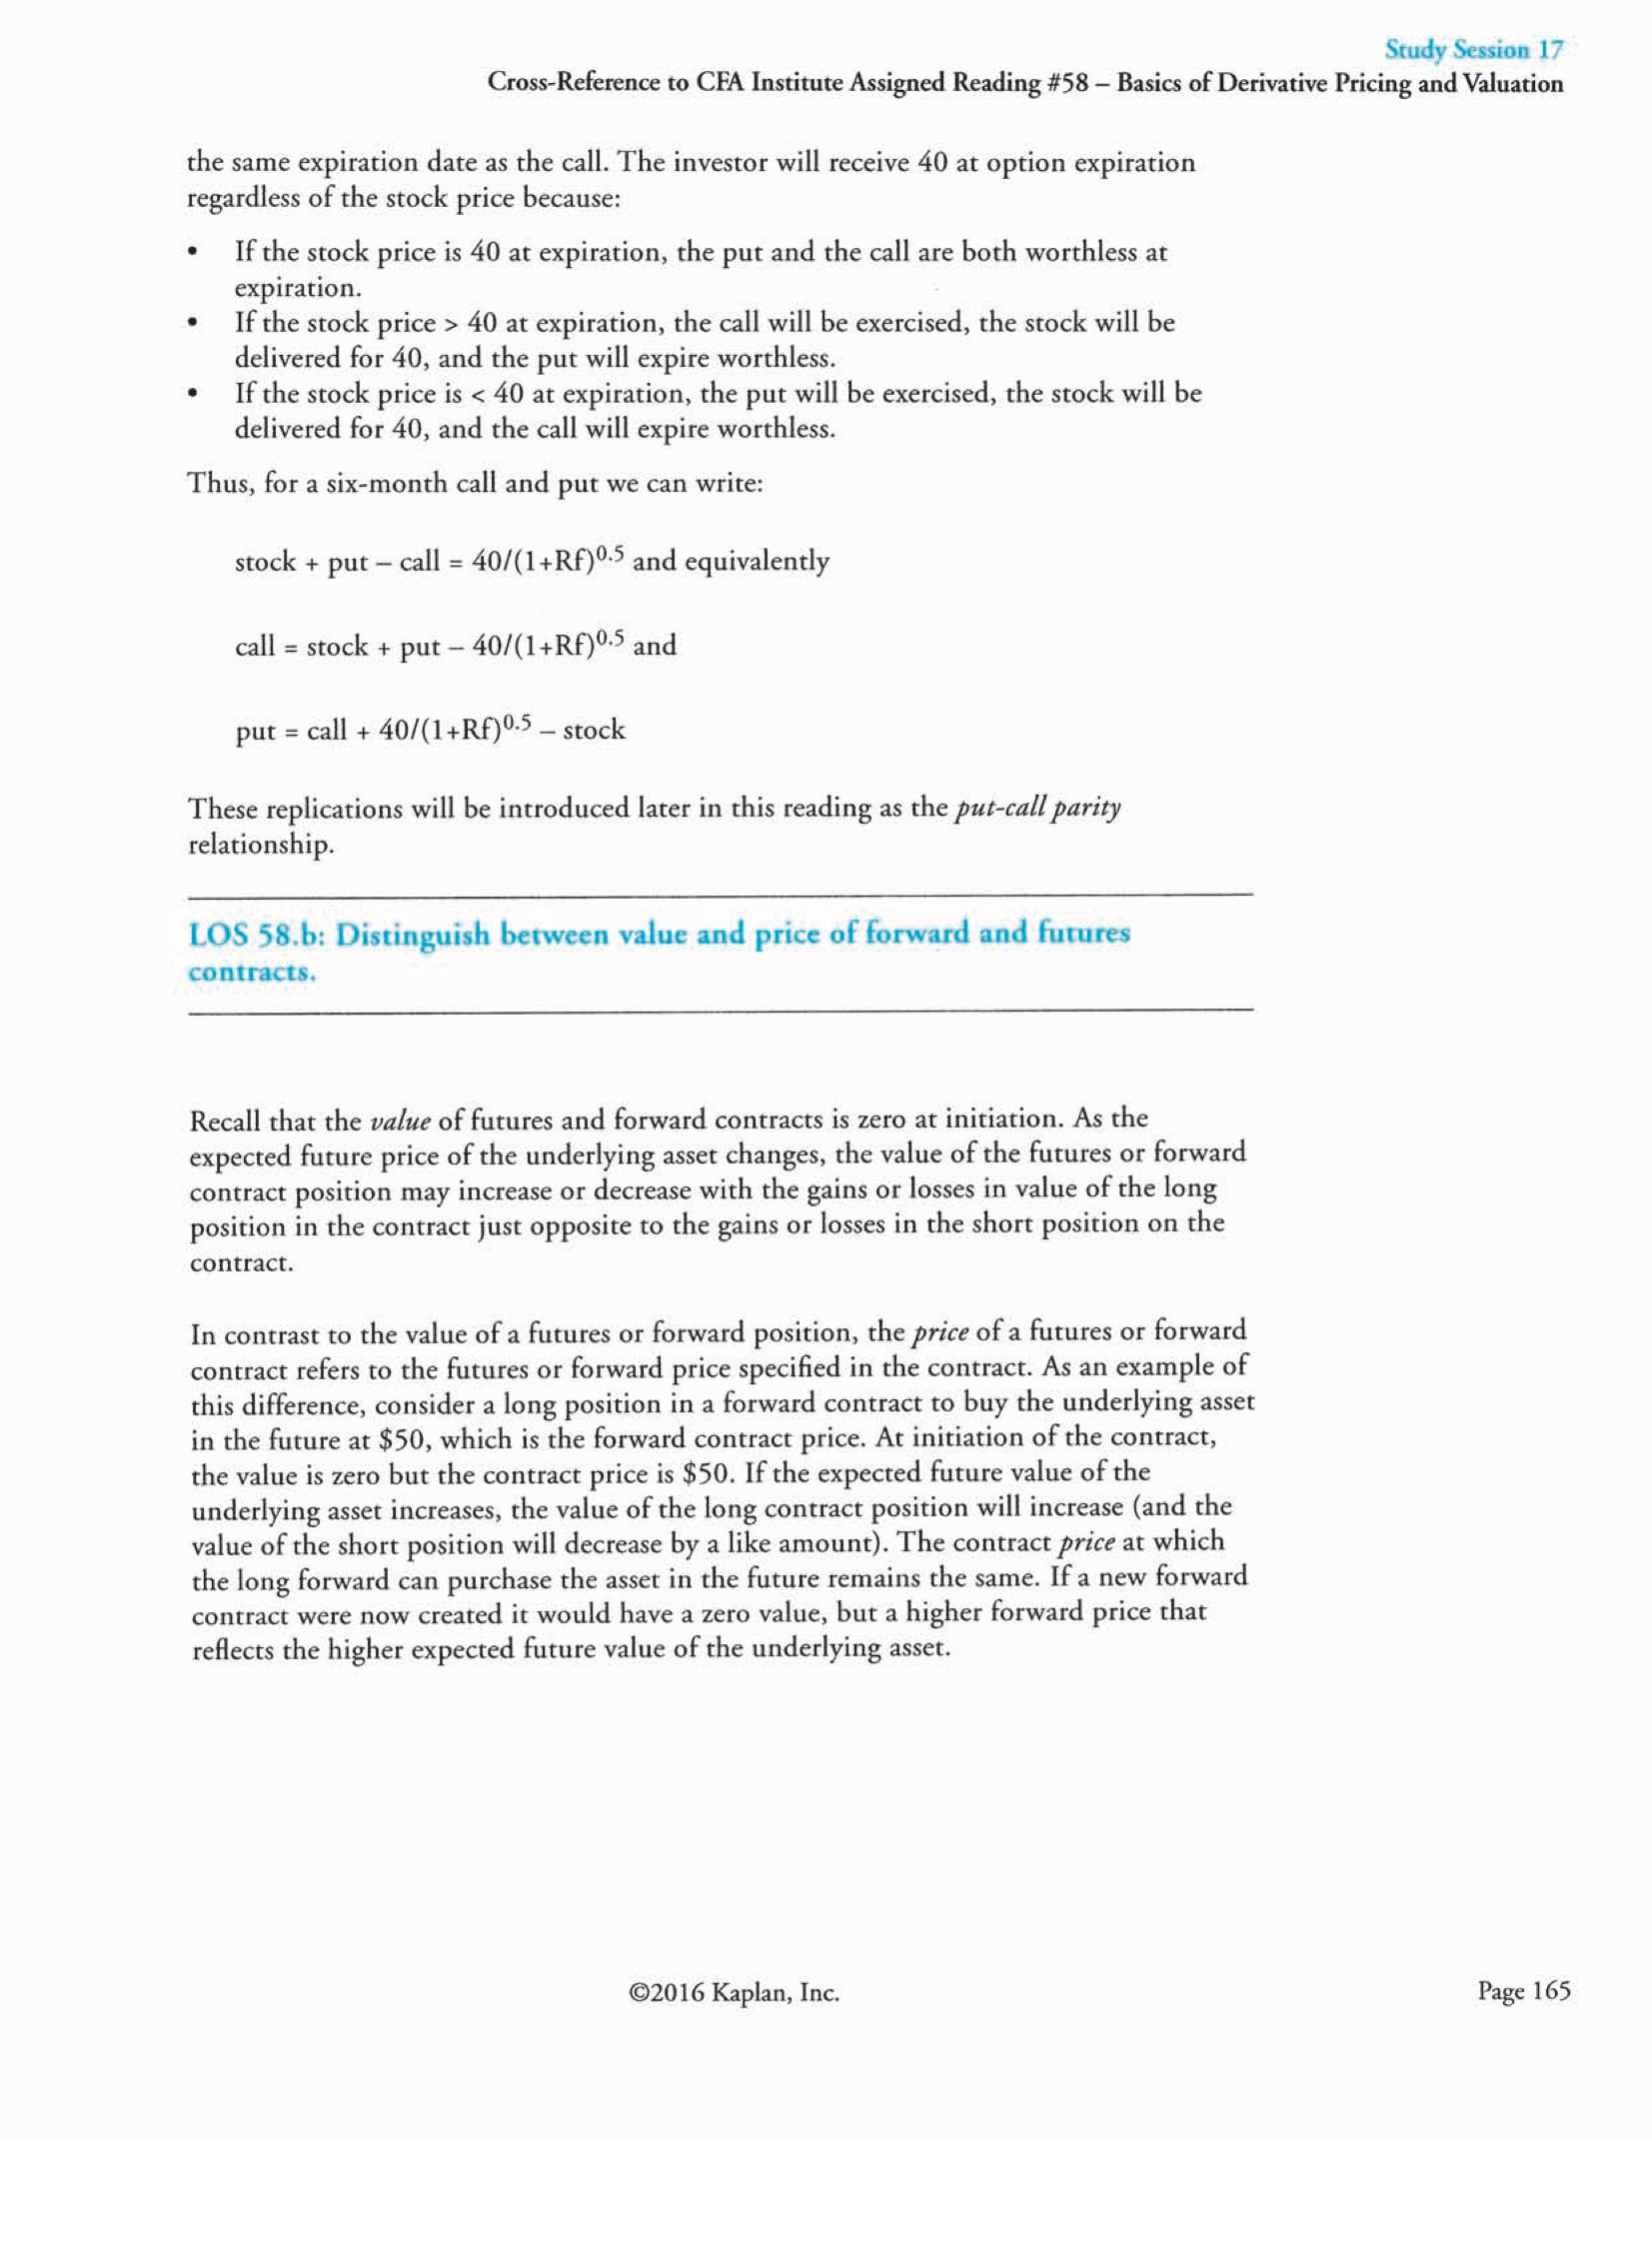 Study Session 17
Cross-Reference to CFA Institute Assigned Reading #58 – Basics of Derivative Pricing and Valuation
the same expiration date as the call. The investor will receive 40 at option expiration
regardless of the stock price because:
• If the stock price is 40 at expiration, the put and the call are both worthless at
expiration.
• If the stock price > 40 at expiration, the call will be exercised, the stock will be
delivered for 40, and the put will expire worthless.
• If the stock price is < 40 at expiration, the put will be exercised, the stock will be
delivered for 40, and the call will expire worthless.
Thus, for a six-month call and put we can write:
stock + put – call = 40/(1+Rf)^0.5 and equivalently
call = stock + put – 40/(1+Rf)^0.5 and
put = call + 40/(1+Rf)^0.5 – stock
These replications will be introduced later in this reading as the put-call parity
relationship.
LOS 58.b: Distinguish between value and price of forward and futures
contracts.
Recall that the value of futures and forward contracts is zero at initiation. As the
expected future price of the underlying asset changes, the value of the futures or forward
contract position may increase or decrease with the gains or losses in value of the long
position in the contract just opposite to the gains or losses in the short position on the
contract.
In contrast to the value of a futures or forward position, the price of a futures or forward
contract refers to the futures or forward price specified in the contract. As an example of
this difference, consider a long position in a forward contract to buy the underlying asset
in the future at $50, which is the forward contract price. At initiation of the contract,
the value is zero but the contract price is $50. If the expected future value of the
underlying asset increases, the value of the long contract position will increase (and the
value of the short position will decrease by a like amount). The contract price at which
the long forward can purchase the asset in the future remains the same. If a new forward
contract were now created it would have a zero value, but a higher forward price that
reflects the higher expected future value of the underlying asset.
©2016 Kaplan, Inc.
Page 165